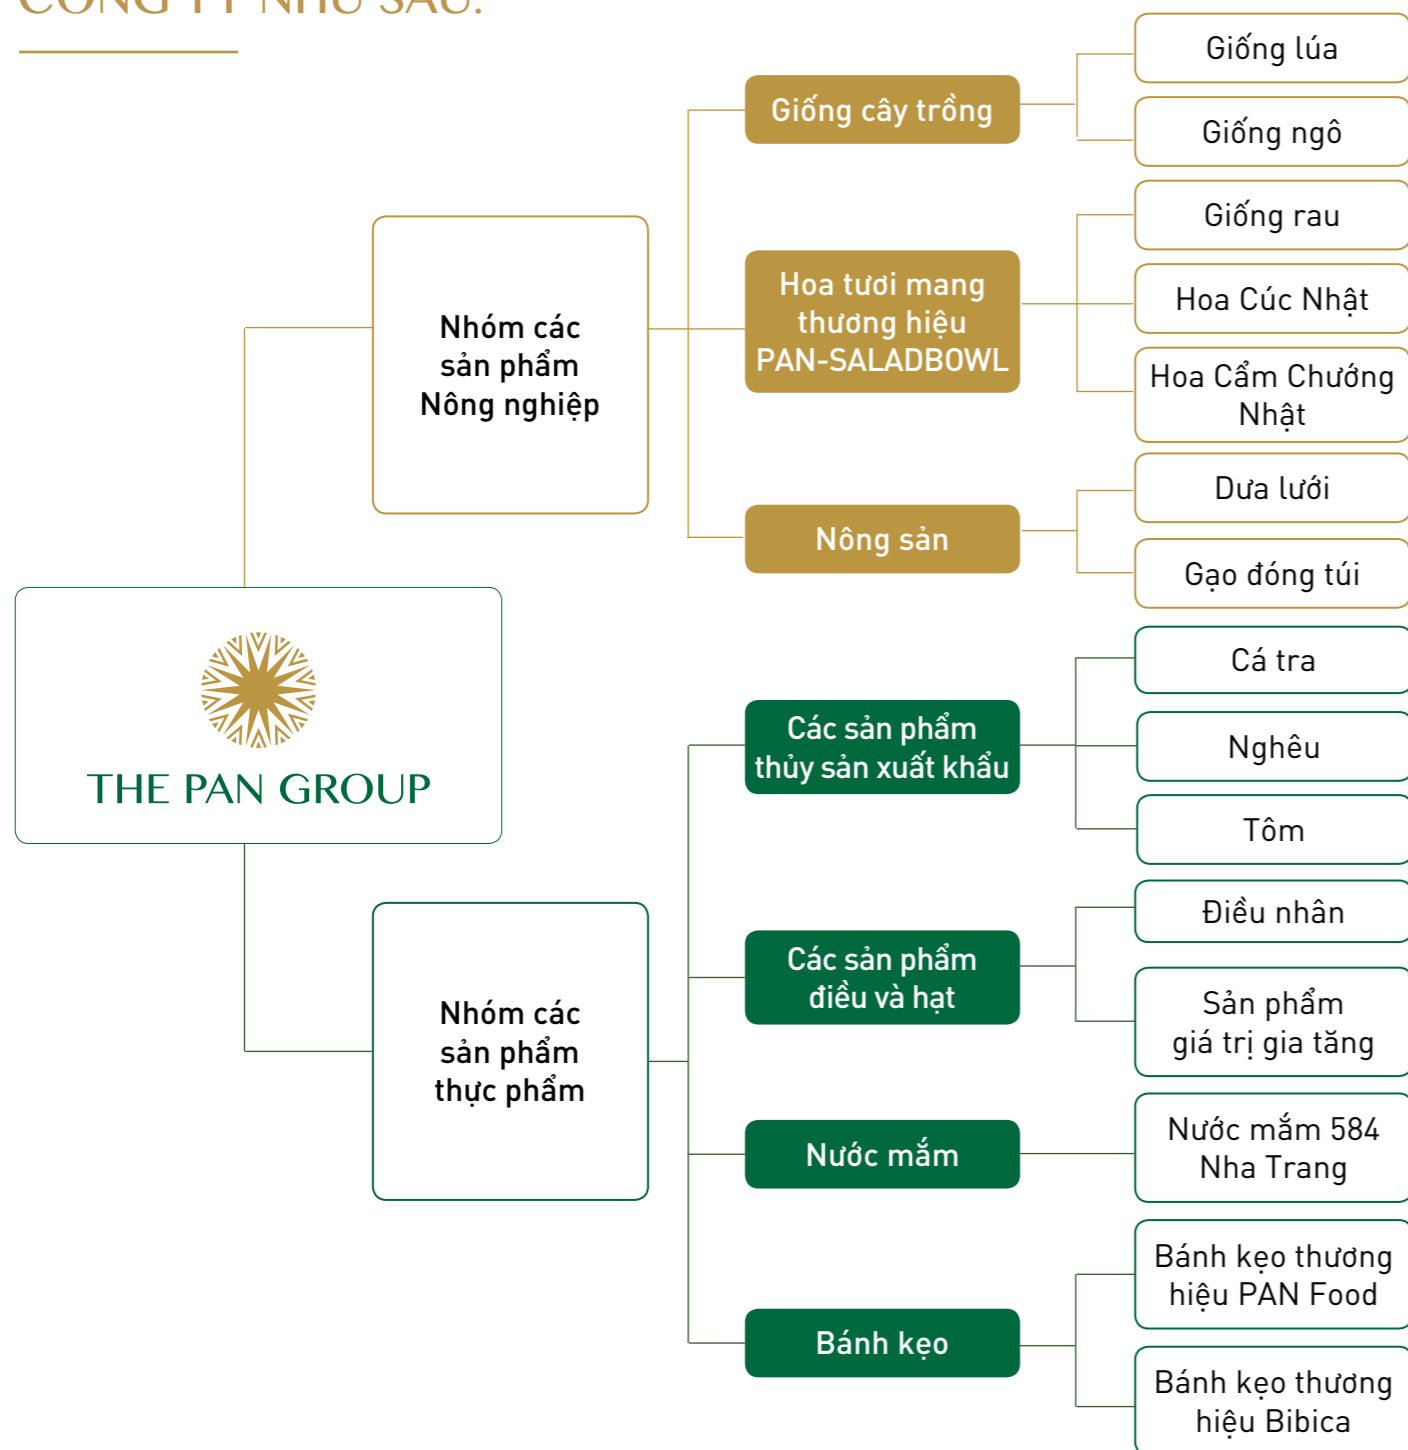 CÔNG TY NHƯ SAU:
Giống lúa
Giống cây trồng
Giống ngô
Giống rau
Nhóm các
sản phẩm
Nông nghiệp
Hoa tươi mang
thương hiệu
PAN-SALADBOWL
Hoa Cúc Nhật
Hoa Cẩm Chướng
Nhật
Dưa lưới
Nông sản
Gạo đóng túi
THE PAN GROUP
Cá tra
Các sản phẩm
thủy sản xuất khẩu
Nghêu
Tôm
Nhóm các
sản phẩm
thực phẩm
Điều nhân
Các sản phẩm
điều và hạt
Sản phẩm
giá trị gia tăng
Nước mắm
Nước mắm 584
Nha Trang
Bánh kẹo thương
hiệu PAN Food
Bánh kẹo
Bánh kẹo thương
hiệu Bibica